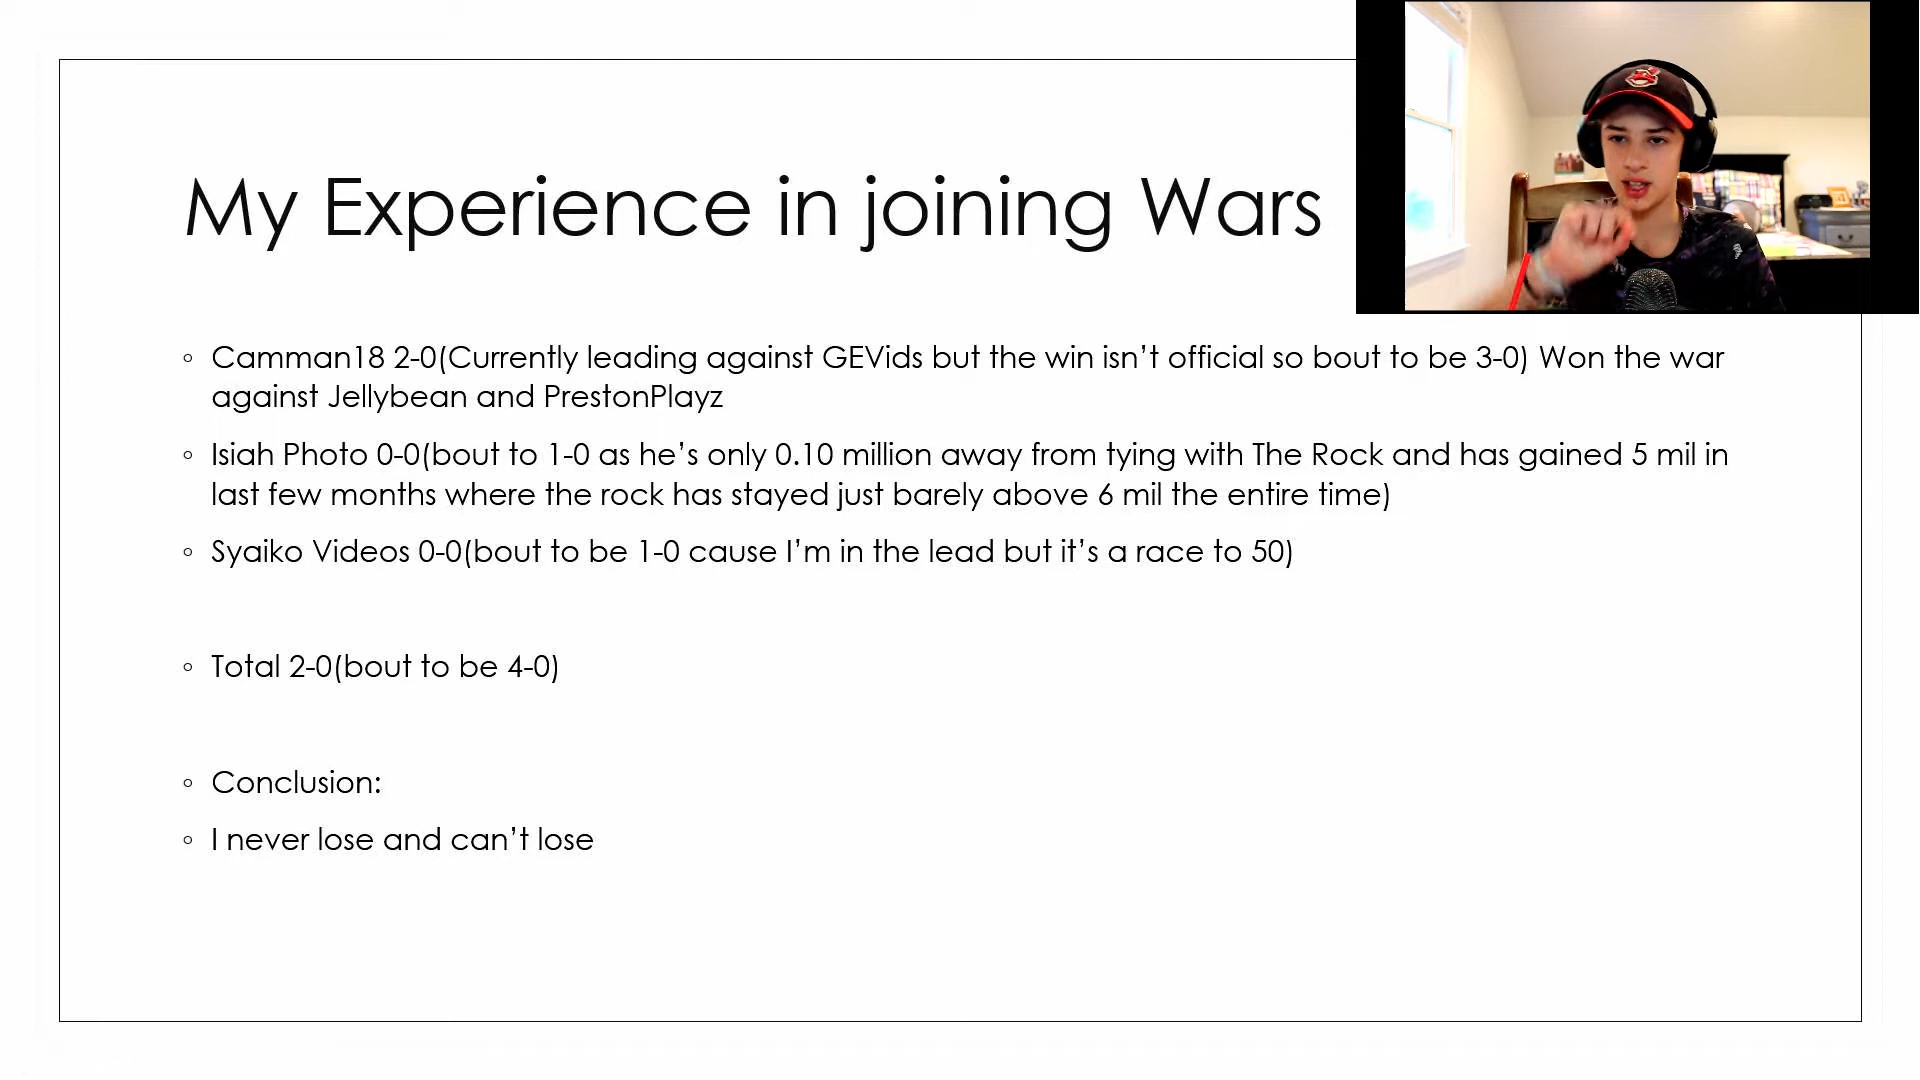 My Experience in joining Wars
Camman18 2-0(Currently leading against GEVids but the win isn’t official so bout to be 3-0) Won the war
against Jellybean and PrestonPlayz
Isiah Photo 0-0(bout to 1-0 as he’s only 0.10 million away from tying with The Rock and has gained 5 mil in
last few months where the rock has stayed just barely above 6 mil the entire time)
Syaiko Videos 0-0(bout to be 1-0 cause I’m in the lead but it’s a race to 50)
Total 2-0(bout to be 4-0)
Conclusion:
I never lose and can’t lose